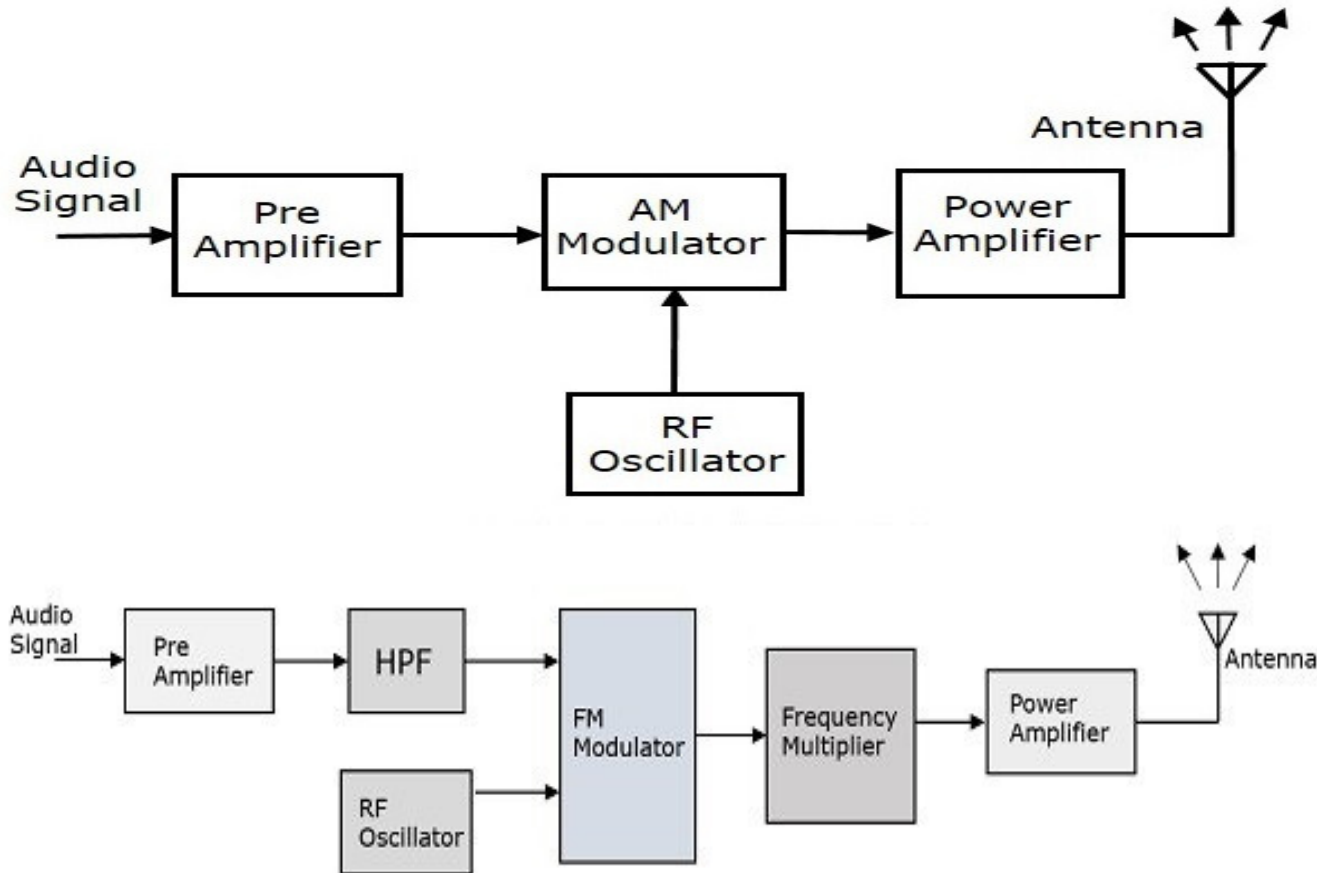 Antenna
Audio
Signal
Pre
Amplifier
AM
Modulator
Power
Amplifier
RF
Oscillator
Audio
Signal
Pre
Amplifier
HPF
FM
Modulator
Frequency
Multiplier
Power
Amplifier
Antenna
RF
Oscillator